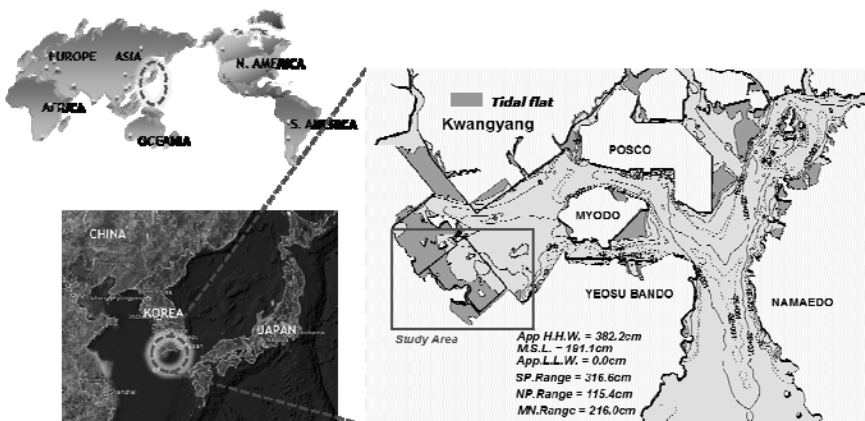 EUROPE ASIA
N. AMERICA
AFRICA
S. AMERICA
OCEANIA
CHINA
KOREA
JAPAN
Tidal flat
Kwangyang
POSCO
MYODO
YEOSU BANDO
NAMAEDO
Study Area
App H.H.W. = 382.2cm
M.S.L. = 191.1cm
App.L.L.W. = 0.0cm
SP.Range = 316.6cm
NP.Range = 115.4cm
MN.Range = 216.0cm